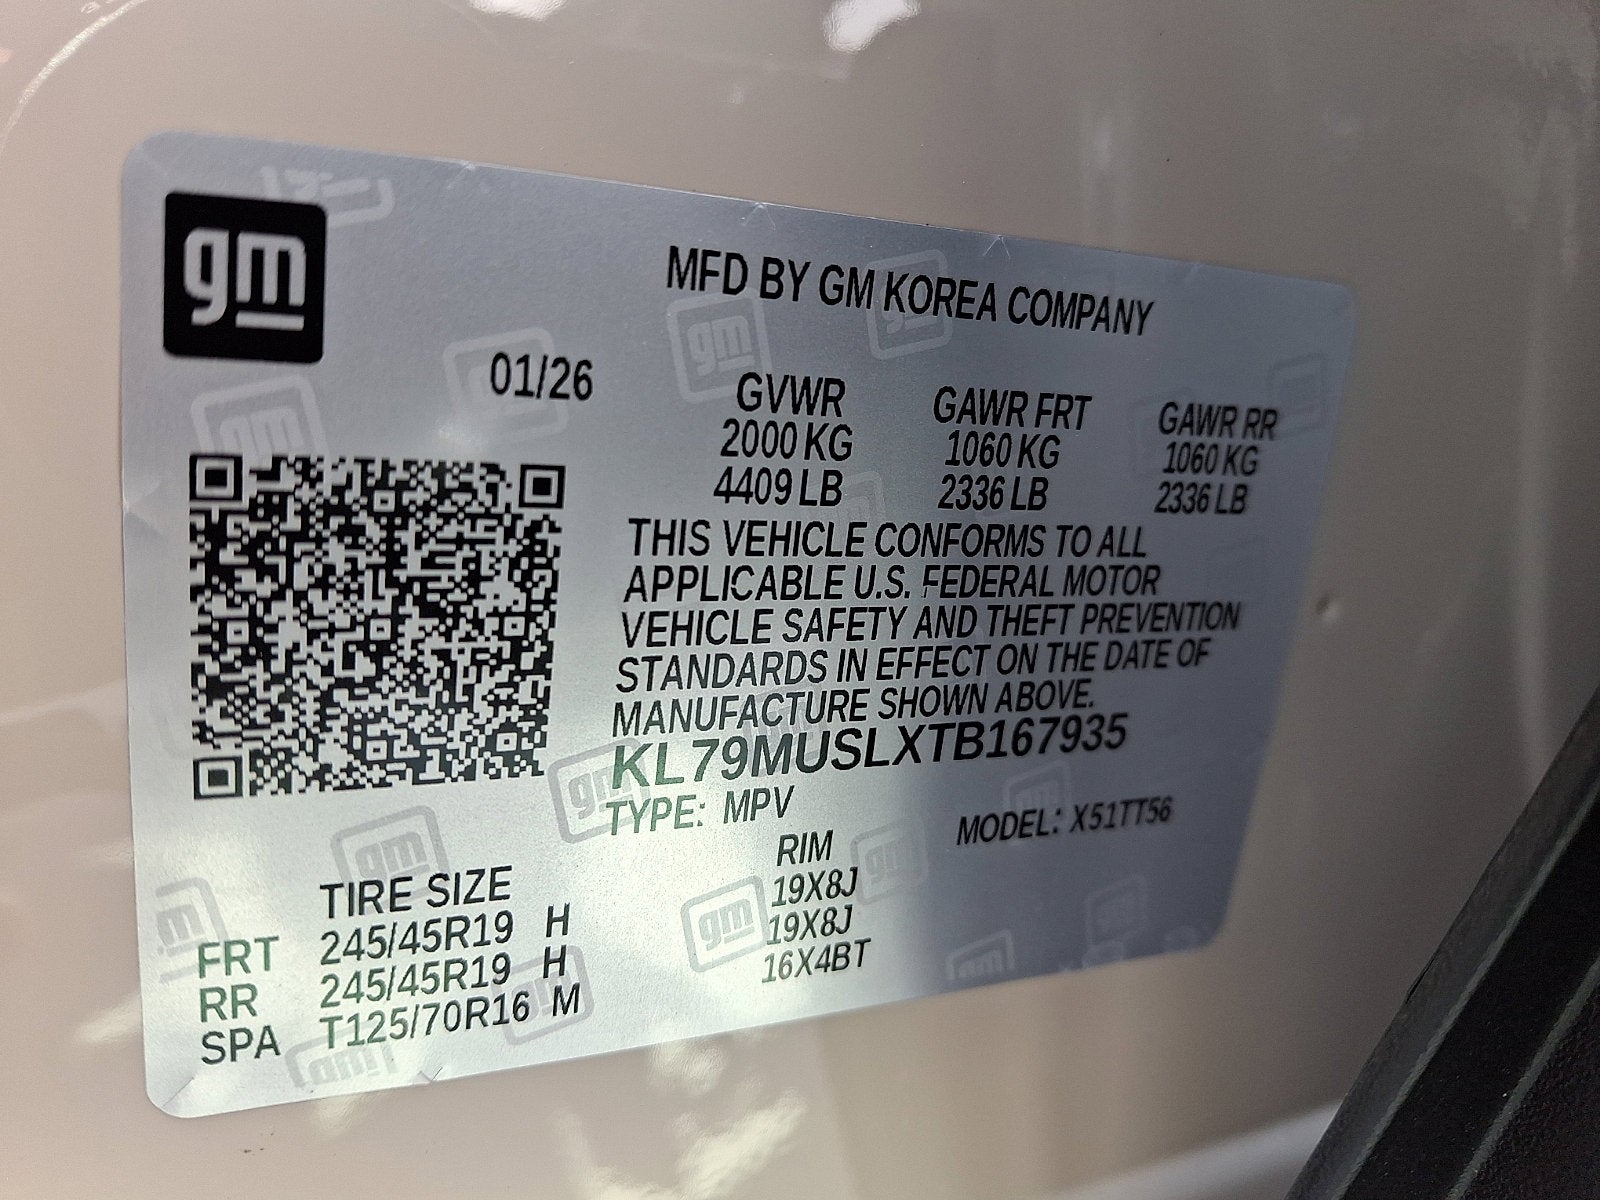 gm
MFD BY GM KOREA COMPANY
01/26
GVWR GAWR FRT GAWR RR
2000 KG 1060 KG 1060 KG
4409 LB 2336 LB 2336 LB
THIS VEHICLE CONFORMS TO ALL
APPLICABLE U.S. FEDERAL MOTOR
VEHICLE SAFETY AND THEFT PREVENTION
STANDARDS IN EFFECT ON THE DATE OF
MANUFACTURE SHOWN ABOVE.
KL79MUSLXTB167935
TYPE: MPV MODEL: X51TT56
TIRE SIZE RIM
FRT 245/45R19 H 19X8J
RR 245/45R19 H 19X8J
SPA T125/70R16 M 16X4BT